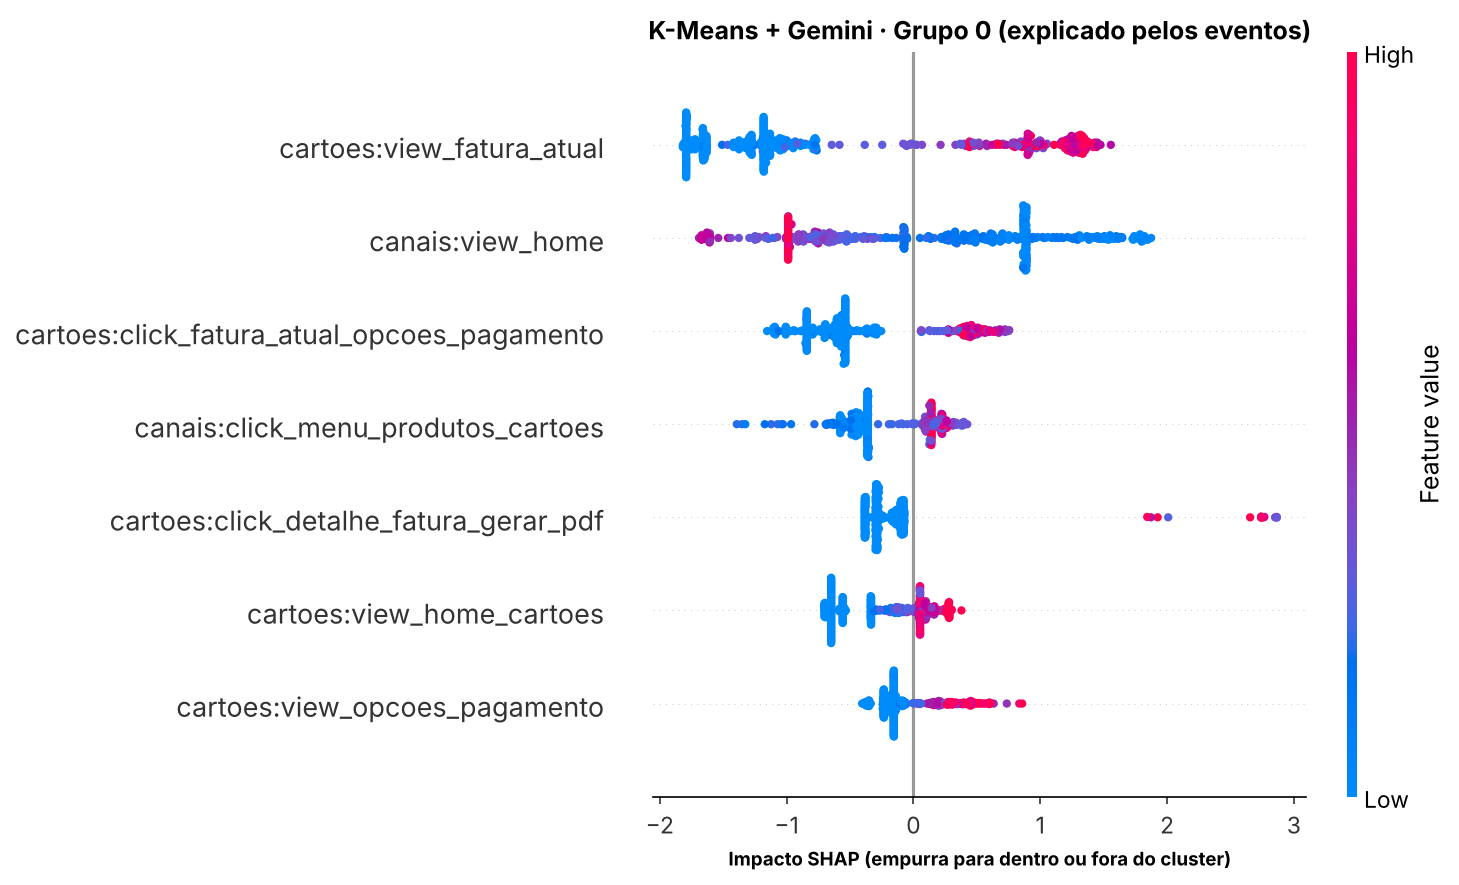 K-Means + Gemini · Grupo 0 (explicado pelos eventos)
High
cartoes:view_fatura_atual
canais:view_home
cartoes:click_fatura_atual_opcoes_pagamento
canais:click_menu_produtos_cartoes
cartoes:click_detalhe_fatura_gerar_pdf
cartoes:view_home_cartoes
cartoes:view_opcoes_pagamento
Feature value
Low
−2 −1 0 1 2 3
Impacto SHAP (empurra para dentro ou fora do cluster)